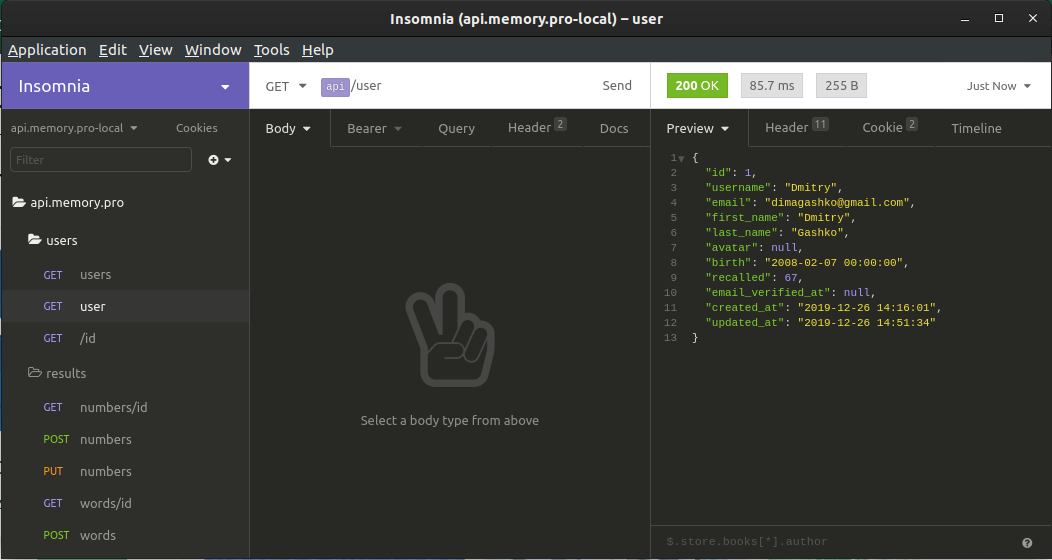 Insomnia (api.memory.pro-local) – user
Application Edit View Window Tools Help
Insomnia
GET api/user Send
200 OK 85.7 ms 255 B Just Now
api.memory.pro-local Cookies
Body Bearer Query Header 2 Docs
Preview Header 11 Cookie 2 Timeline
Filter
api.memory.pro
users
GET users
GET user
GET /id
results
GET numbers/id
POST numbers
PUT numbers
GET words/id
POST words
Select a body type from above
1 {
2 "id": 1,
3 "username": "Dmitry",
4 "email": "dimagashko@gmail.com",
5 "first_name": "Dmitry",
6 "last_name": "Gashko",
7 "avatar": null,
8 "birth": "2008-02-07 00:00:00",
9 "recalled": 67,
10 "email_verified_at": null,
11 "created_at": "2019-12-26 14:16:01",
12 "updated_at": "2019-12-26 14:51:34"
13 }
$.store.books[*].author